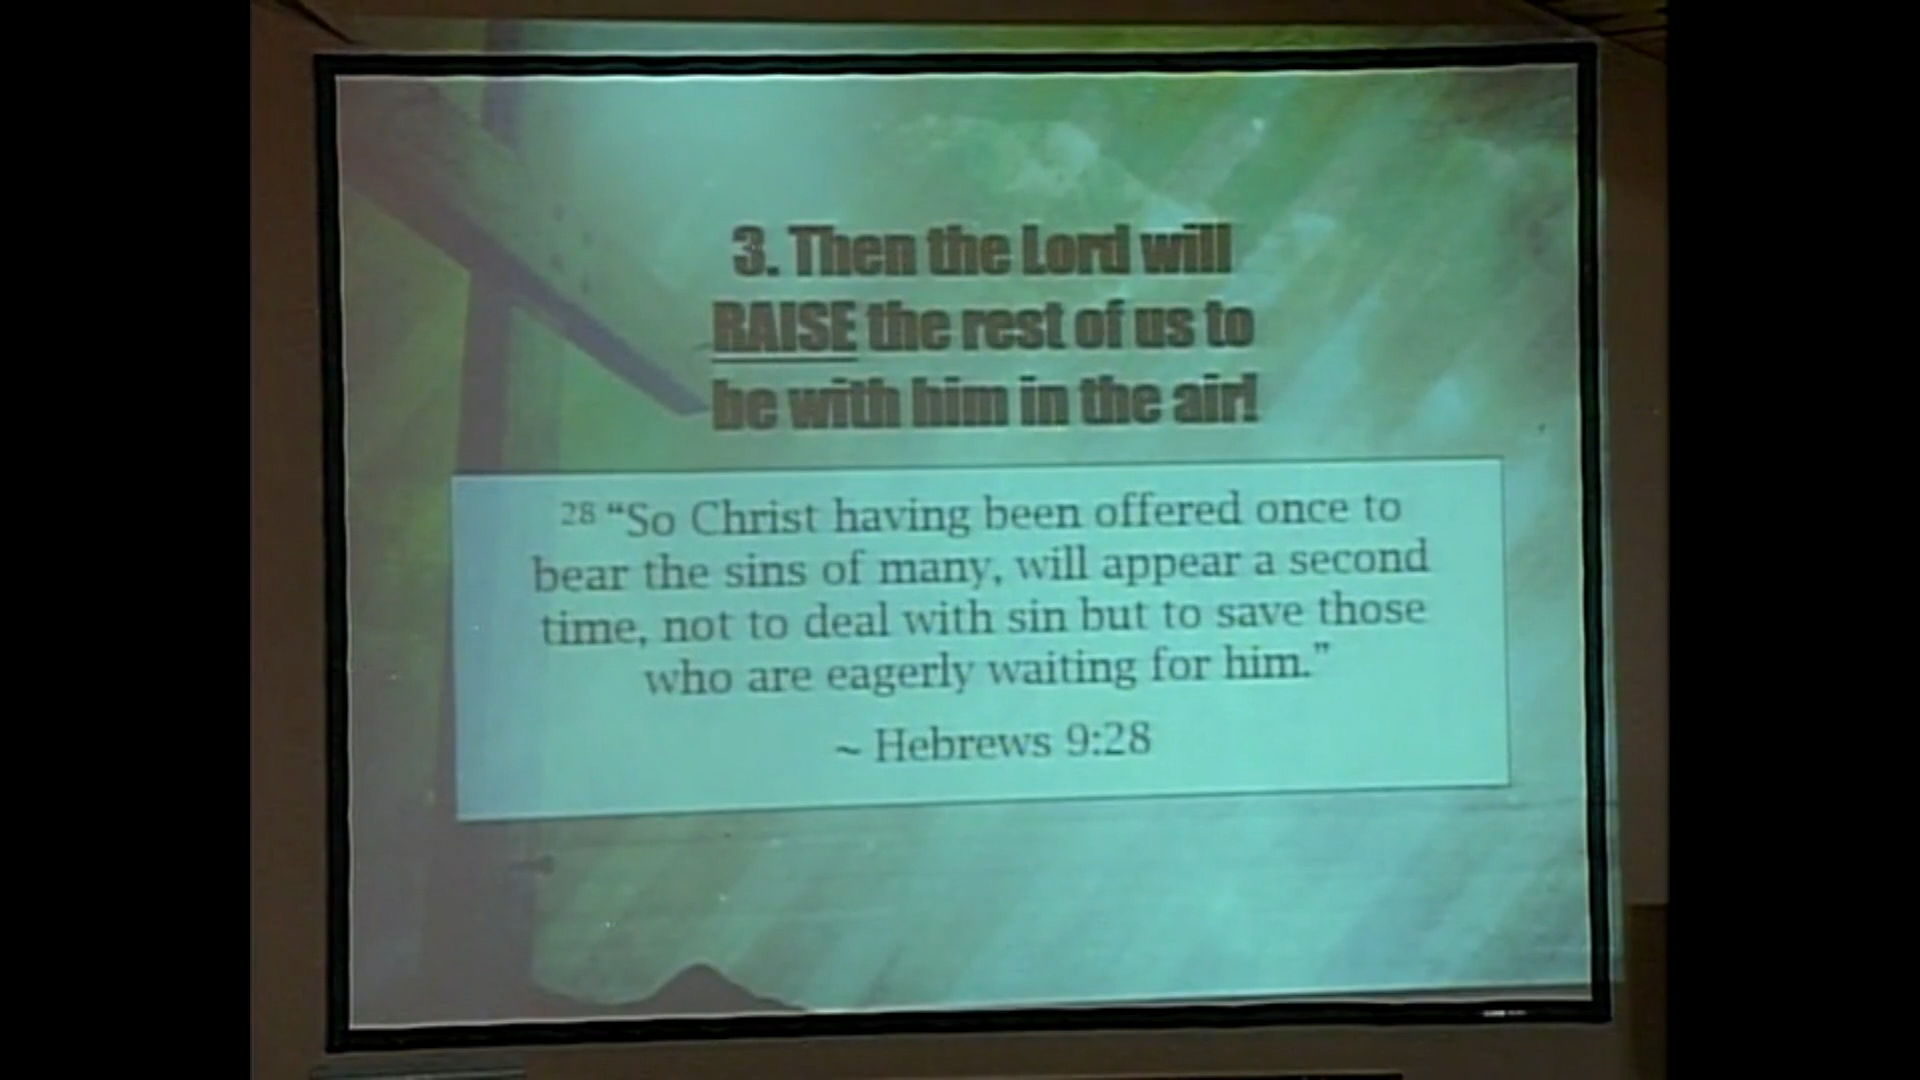 3. Then the Lord will
RAISE the rest of us to
be with him in the air!
28 “So Christ having been offered once to
bear the sins of many, will appear a second
time, not to deal with sin but to save those
who are eagerly waiting for him.”
~ Hebrews 9:28